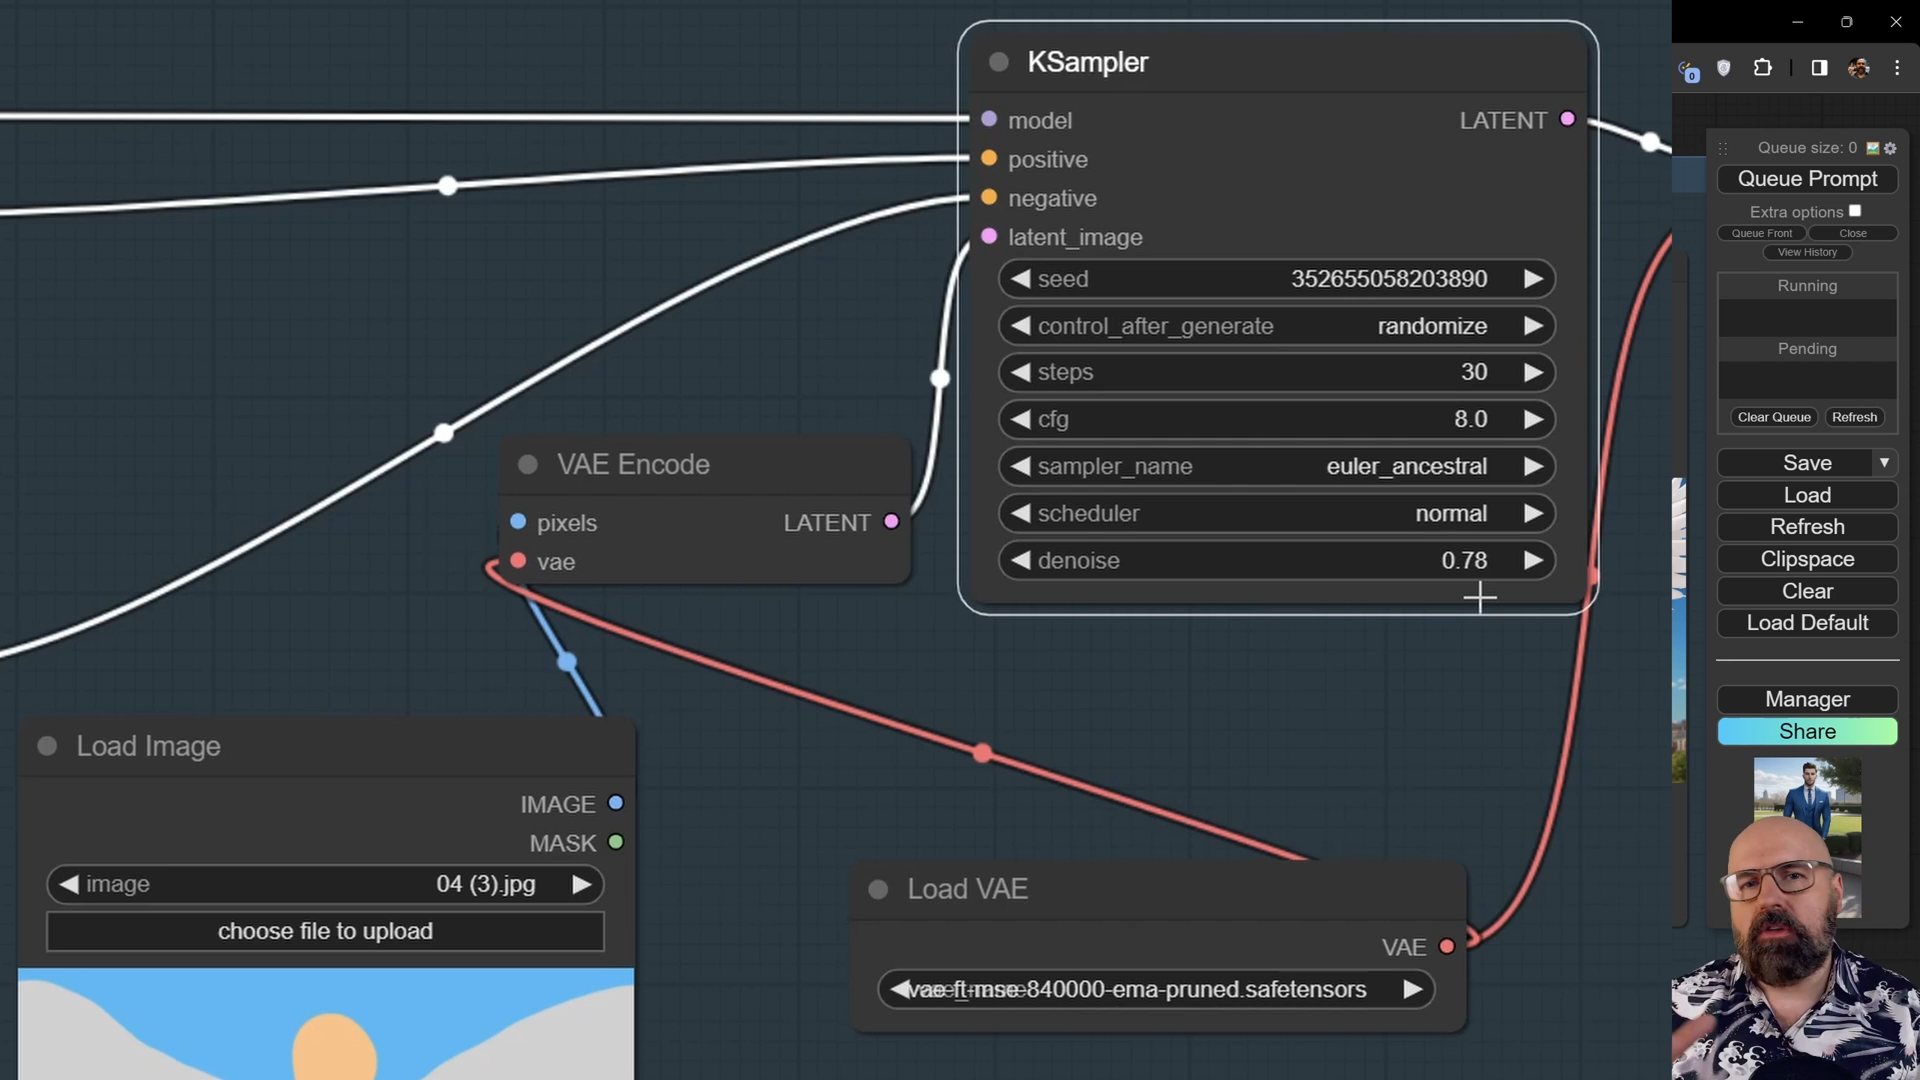 KSampler
model
LATENT
positive
negative
latent_image
seed 352655058203890
control_after_generate randomize
steps 30
cfg 8.0
sampler_name euler_ancestral
scheduler normal
denoise 0.78
VAE Encode
pixels
LATENT
vae
Load Image
IMAGE
MASK
image 04 (3).jpg
choose file to upload
Load VAE
VAE
ft-mse-840000-ema-pruned.safetensors
0
Queue size: 0
Queue Prompt
Extra options
Queue Front
Close
View History
Running
Pending
Clear Queue
Refresh
Save
Load
Refresh
Clipspace
Clear
Load Default
Manager
Share